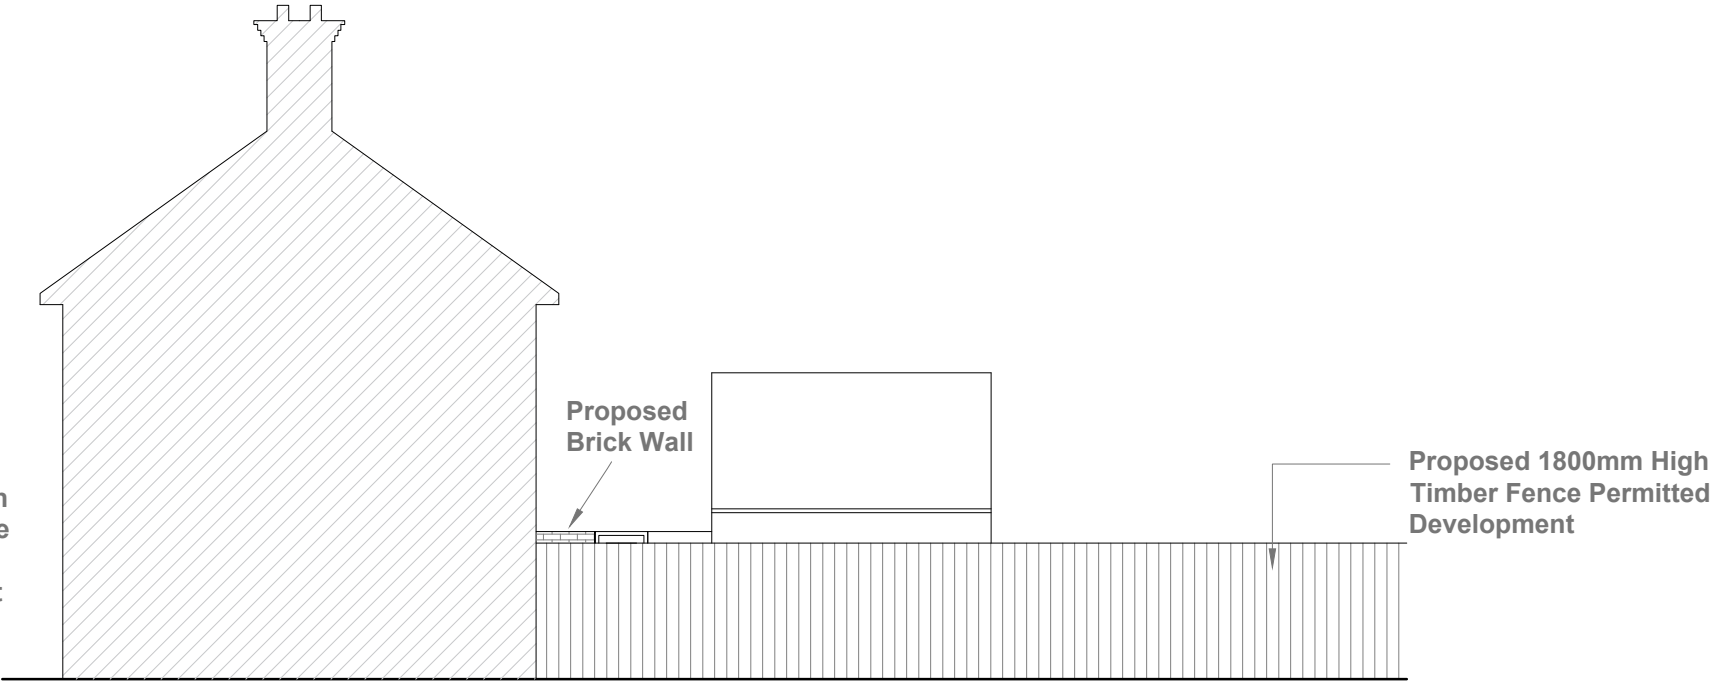 Proposed
Brick Wall
Proposed 1800mm High
Timber Fence Permitted
Development